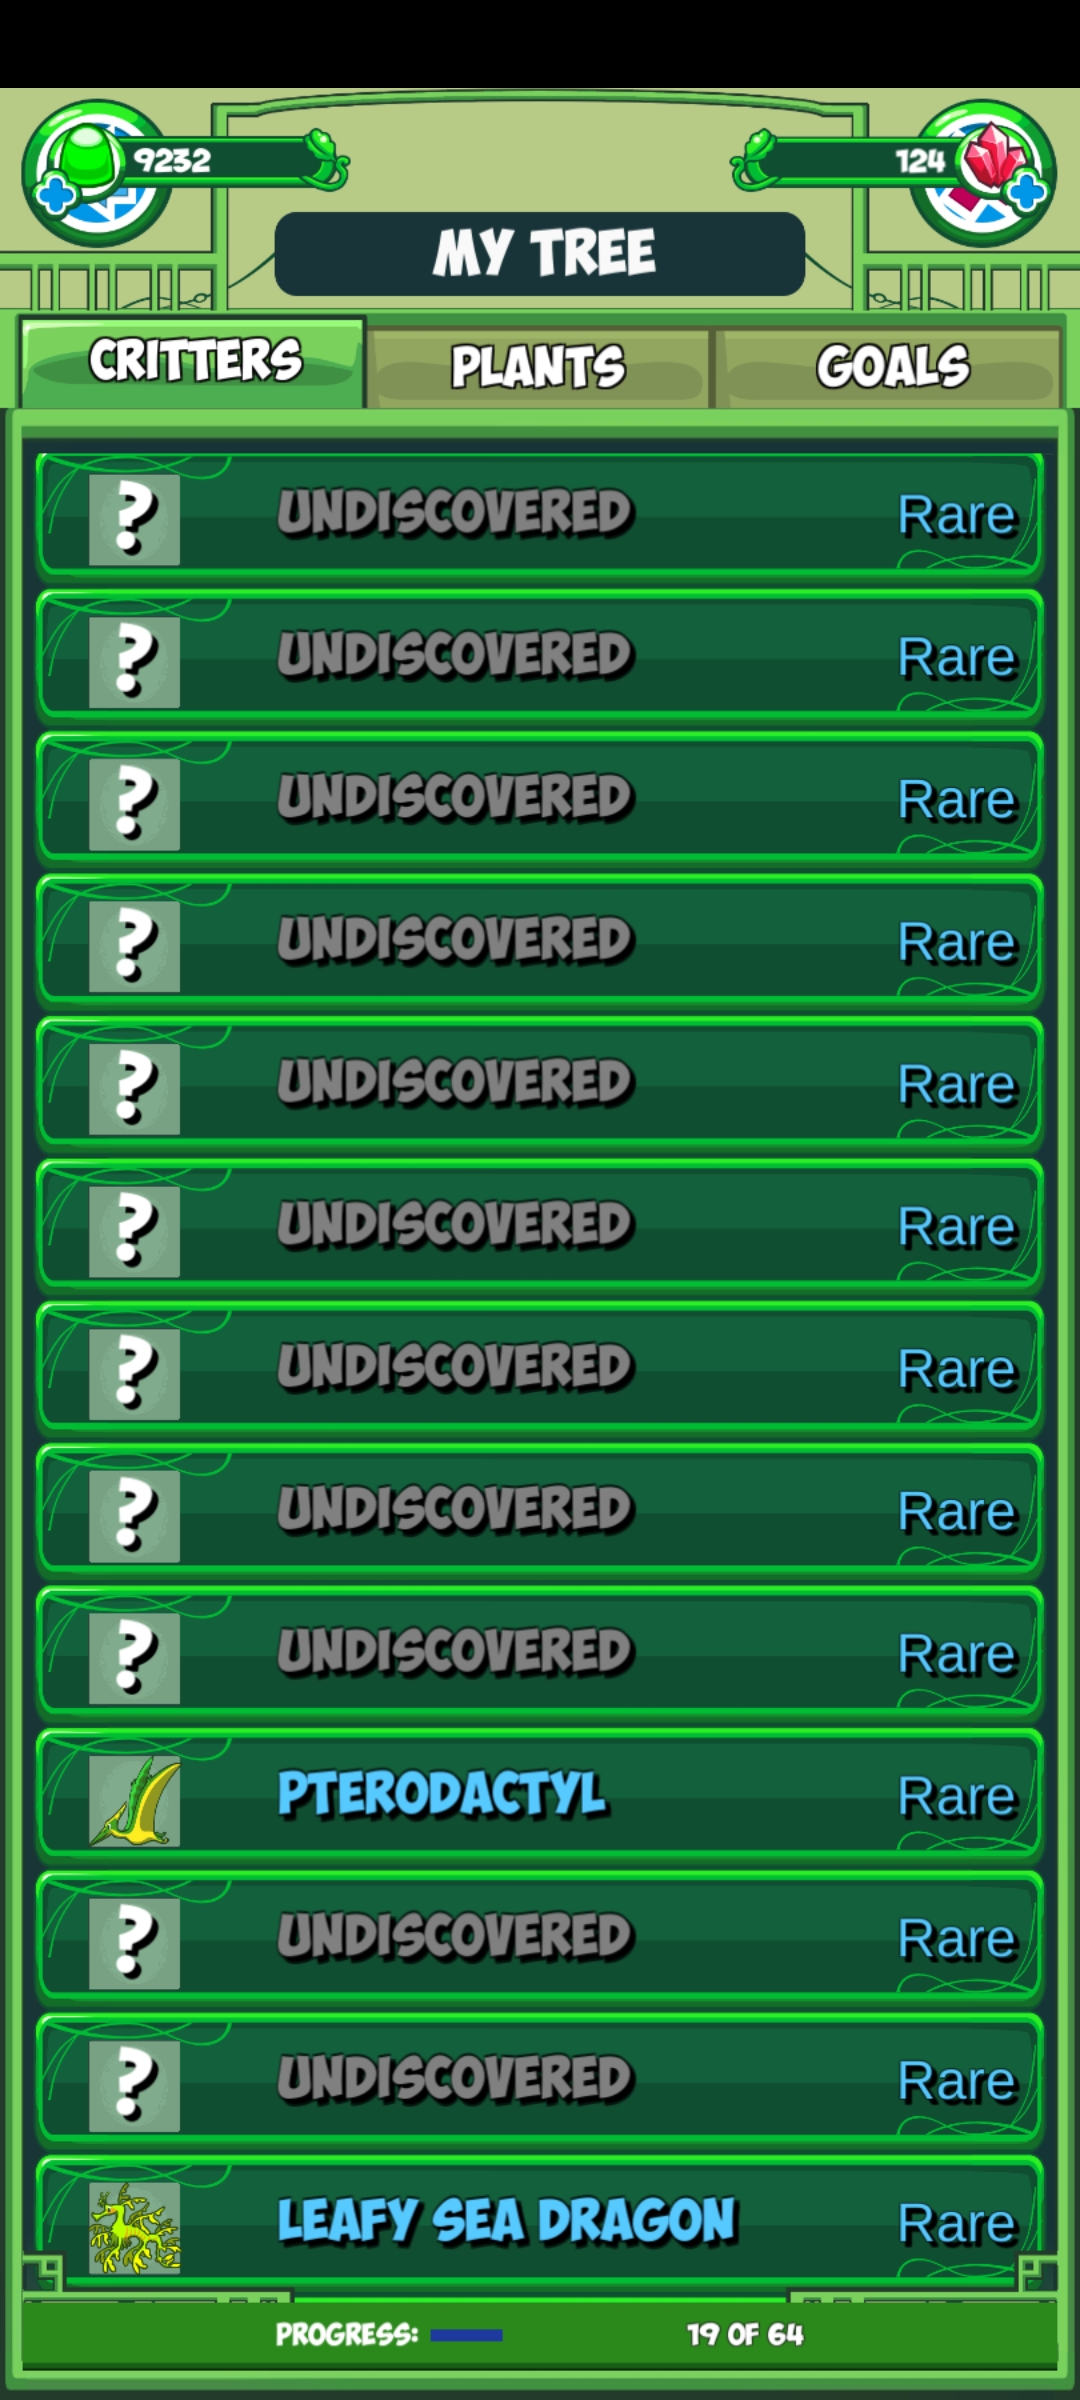 9232
124
MY TREE
CRITTERS
PLANTS
GOALS
?
UNDISCOVERED
Rare
?
UNDISCOVERED
Rare
?
UNDISCOVERED
Rare
?
UNDISCOVERED
Rare
?
UNDISCOVERED
Rare
?
UNDISCOVERED
Rare
?
UNDISCOVERED
Rare
?
UNDISCOVERED
Rare
?
UNDISCOVERED
Rare
PTERODACTYL
Rare
?
UNDISCOVERED
Rare
?
UNDISCOVERED
Rare
LEAFY SEA DRAGON
Rare
PROGRESS:
19 OF 64